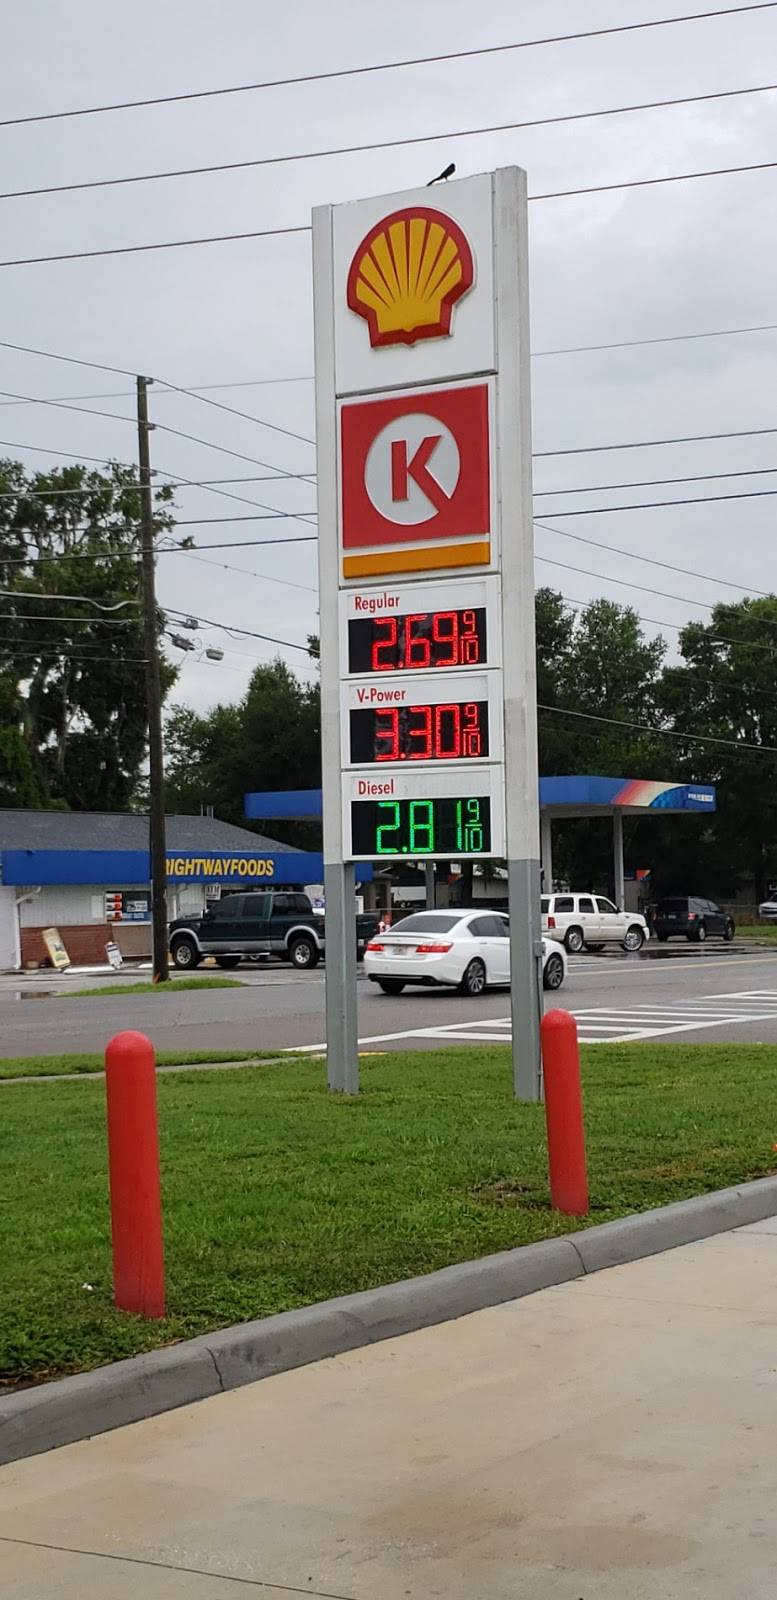 K
Regular
2.69 9/10
V-Power
3.30 9/10
Diesel
2.81 9/10
RIGHTWAYFOODS